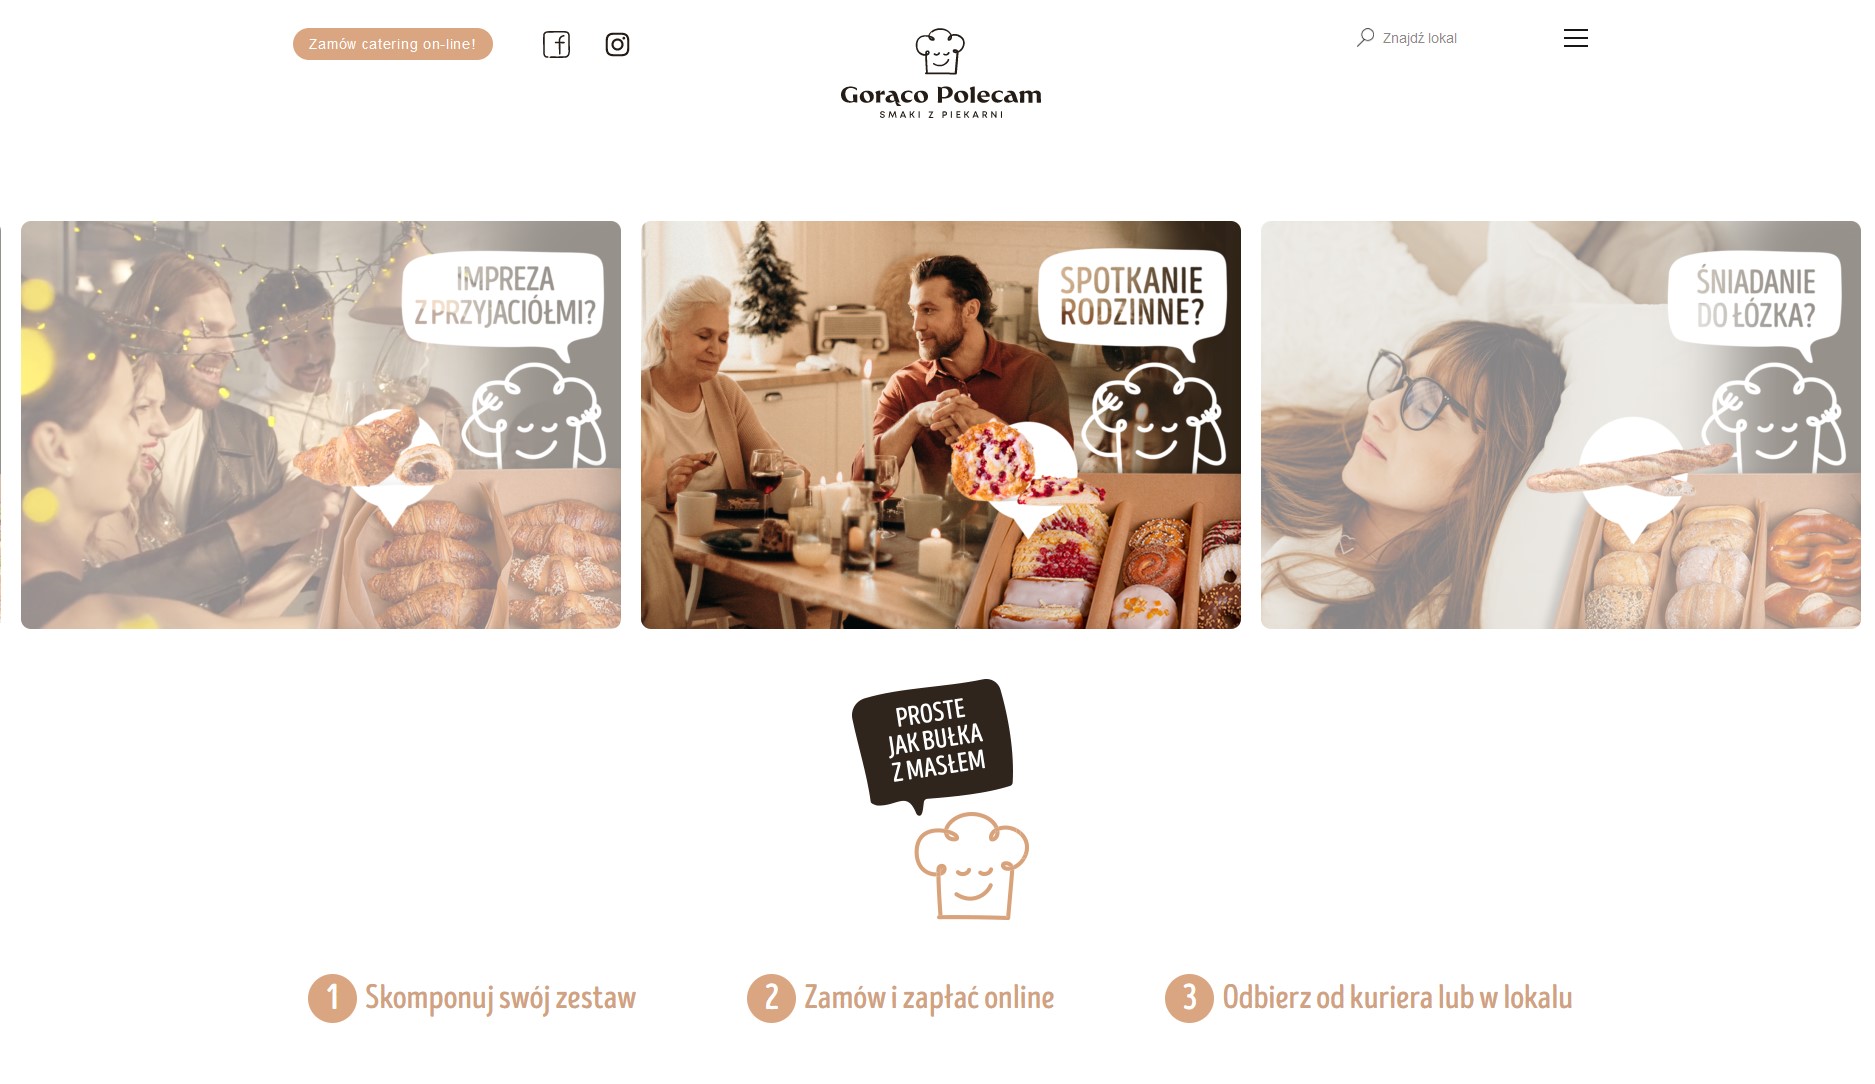 Zamów catering on-line!
Znajdź lokal
Gorąco Polecam
SMAKI Z PIEKARNI
IMPREZA
Z PRZYJACIÓŁMI?
SPOTKANIE
RODZINNE?
ŚNIADANIE
DO ŁÓZKA?
PROSTE
JAK BUŁKA
Z MASŁEM
1 Skomponuj swój zestaw
2 Zamów i zapłać online
3 Odbierz od kuriera lub w lokalu